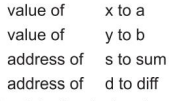 value of x to a
value of y to b
address of s to sum
address of d to diff